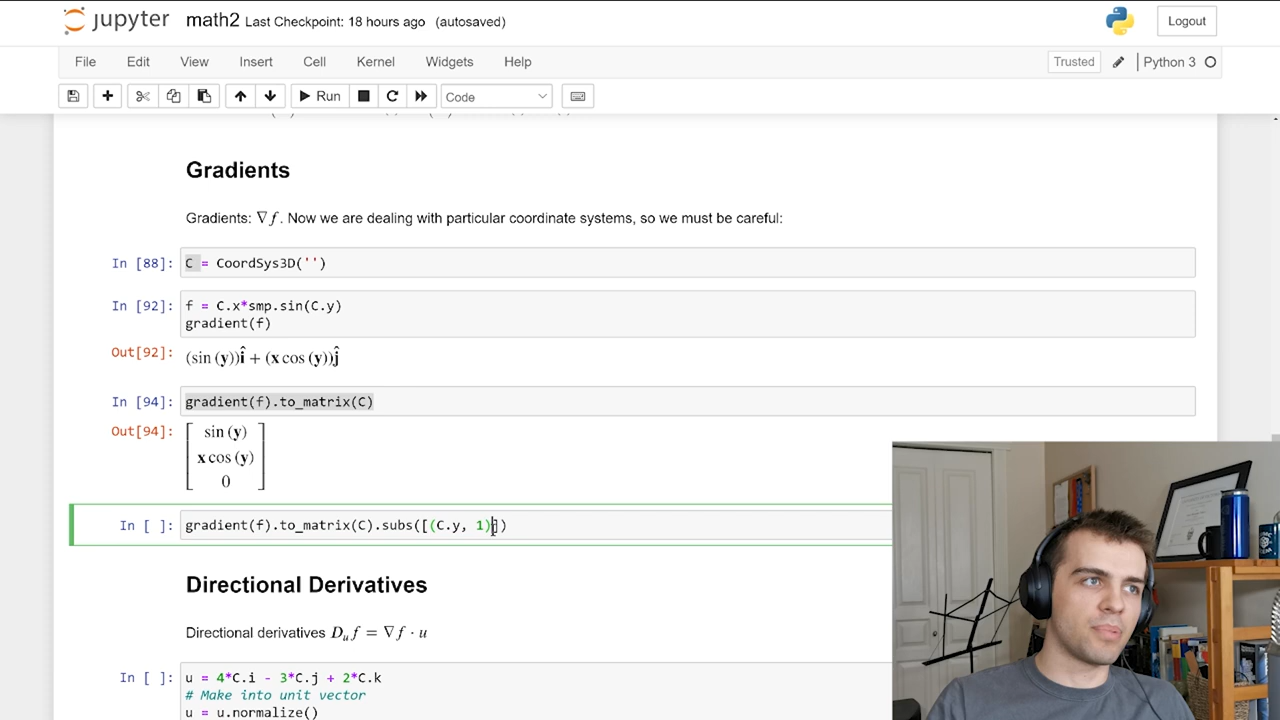 jupyter math2 Last Checkpoint: 18 hours ago (autosaved) Logout
File Edit View Insert Cell Kernel Widgets Help Trusted Python 3
Run Code
Gradients
Gradients: ∇f. Now we are dealing with particular coordinate systems, so we must be careful:
In [88]: C = CoordSys3D('')
In [92]: f = C.x*smp.sin(C.y)
gradient(f)
Out[92]: (sin (y))î + (x cos (y))ĵ
In [94]: gradient(f).to_matrix(C)
Out[94]: [ sin (y)
x cos (y)
0 ]
In [ ]: gradient(f).to_matrix(C).subs([(C.y, 1)])
Directional Derivatives
Directional derivatives D_u f = ∇f · u
In [ ]: u = 4*C.i - 3*C.j + 2*C.k
# Make into unit vector
u = u.normalize()